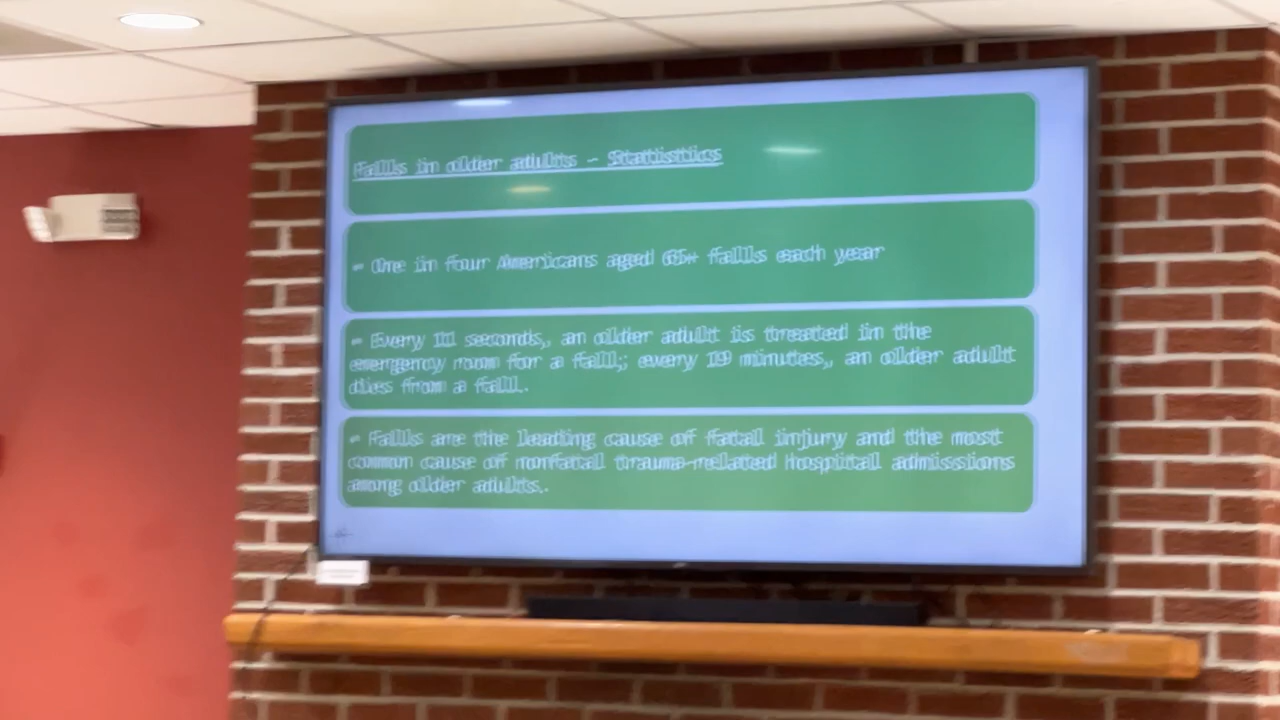 Falls in older adults - Statistics
- One in four Americans aged 65+ falls each year
- Every 11 seconds, an older adult is treated in the
emergency room for a fall; every 19 minutes, an older adult
dies from a fall.
- Falls are the leading cause of fatal injury and the most
common cause of nonfatal trauma-related hospital admissions
among older adults.